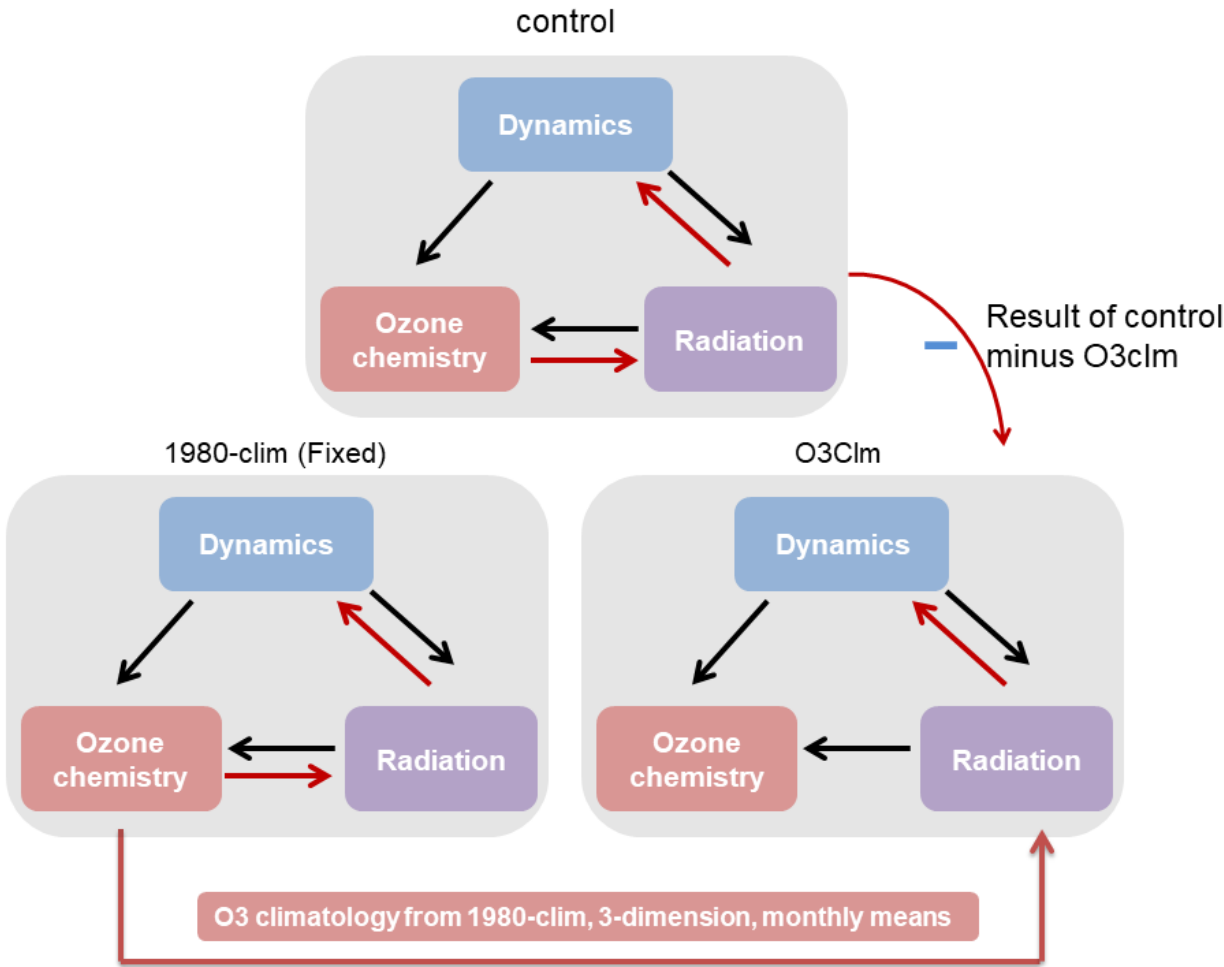 control
Dynamics
Ozone
chemistry
Radiation
Result of control
minus O3clm
1980-clim (Fixed)
Dynamics
Ozone
chemistry
Radiation
O3Clm
Dynamics
Ozone
chemistry
Radiation
O3 climatology from 1980-clim, 3-dimension, monthly means